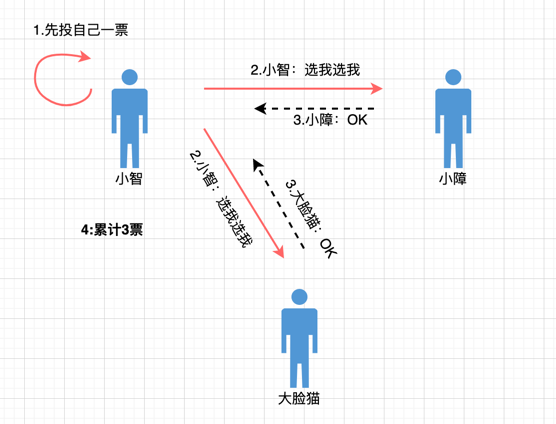 1.先投自己一票
2.小智：选我选我
3.小障：OK
小智
小障
2.小智：选我选我
3.大脸猫：OK
4:累计3票
大脸猫